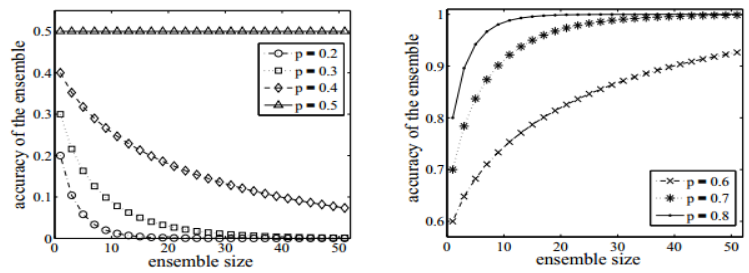 accuracy of the ensemble
0.5
0.4
0.3
0.2
0.1
0
0 10 20 30 40 50
ensemble size
p = 0.2
p = 0.3
p = 0.4
p = 0.5
accuracy of the ensemble
1
0.9
0.8
0.7
0.6
0 10 20 30 40 50
ensemble size
p = 0.6
p = 0.7
p = 0.8